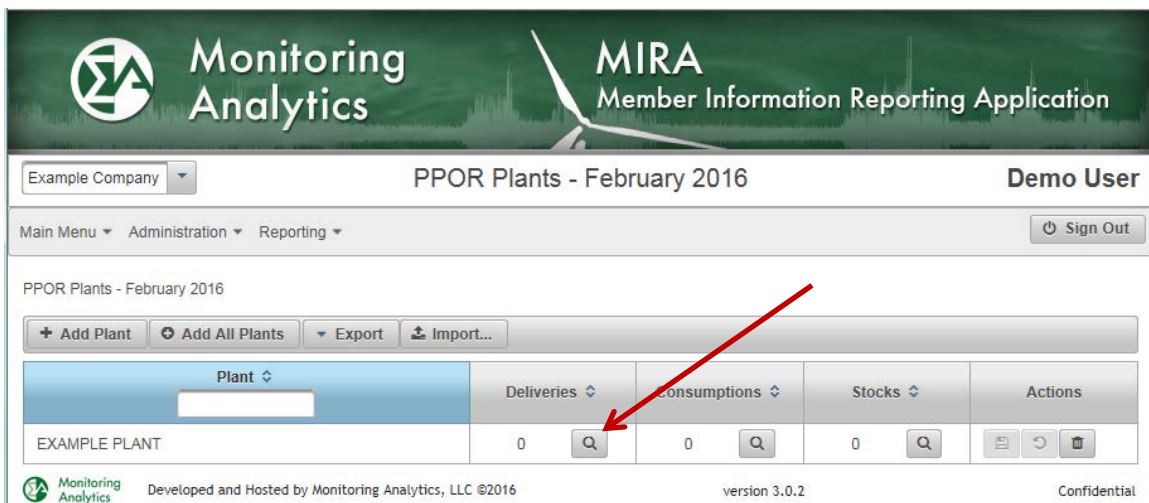 Monitoring Analytics
MIRA
Member Information Reporting Application
Example Company
PPOR Plants - February 2016
Demo User
Main Menu Administration Reporting
Sign Out
PPOR Plants - February 2016
Add Plant Add All Plants Export Import...
Plant Deliveries Consumptions Stocks Actions
EXAMPLE PLANT 0 0 0
Monitoring Analytics Developed and Hosted by Monitoring Analytics, LLC ©2016 version 3.0.2 Confidential